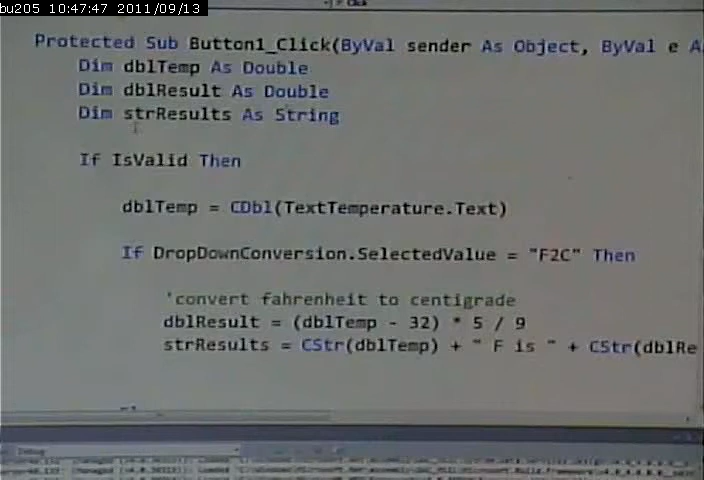 bu205 10:47:47 2011/09/13
Protected Sub Button1_Click(ByVal sender As Object, ByVal e A
Dim dblTemp As Double
Dim dblResult As Double
Dim strResults As String
If IsValid Then
dblTemp = CDbl(TextTemperature.Text)
If DropDownConversion.SelectedValue = "F2C" Then
'convert fahrenheit to centigrade
dblResult = (dblTemp - 32) * 5 / 9
strResults = CStr(dblTemp) + " F is " + CStr(dblRe
Debug